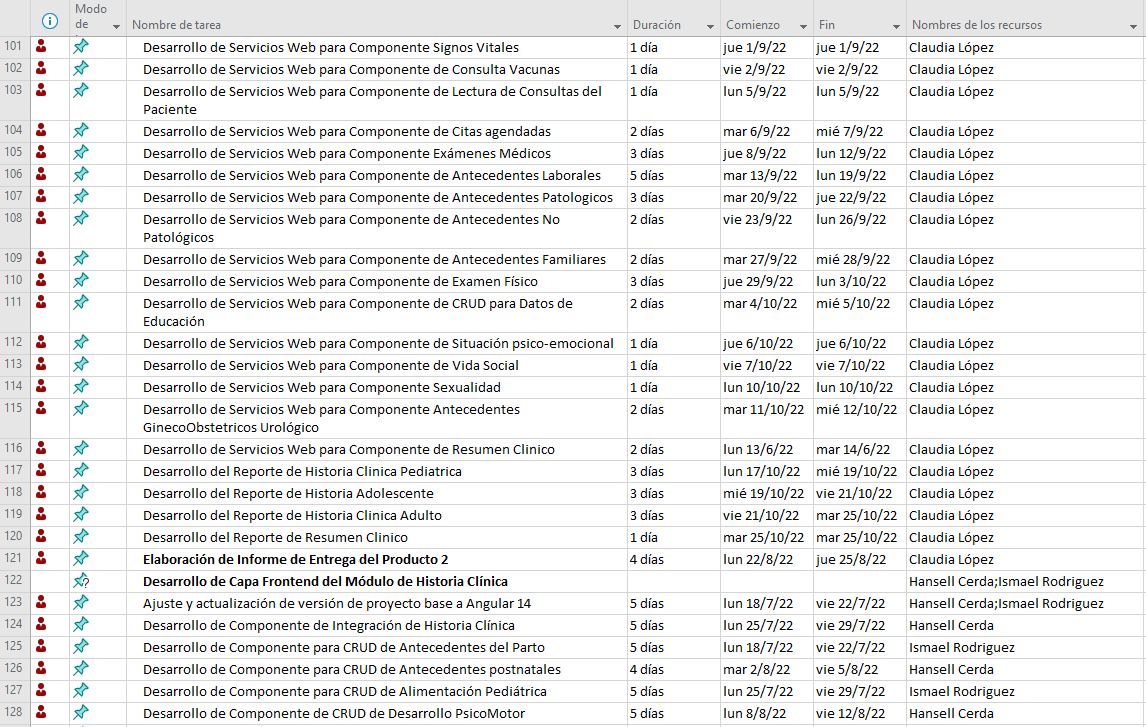 Modo
de
Nombre de tarea Duración Comienzo Fin Nombres de los recursos
101 Desarrollo de Servicios Web para Componente Signos Vitales 1 día jue 1/9/22 jue 1/9/22 Claudia López
102 Desarrollo de Servicios Web para Componente de Consulta Vacunas 1 día vie 2/9/22 vie 2/9/22 Claudia López
103 Desarrollo de Servicios Web para Componente de Lectura de Consultas del 1 día lun 5/9/22 lun 5/9/22 Claudia López
Paciente
104 Desarrollo de Servicios Web para Componente de Citas agendadas 2 días mar 6/9/22 mié 7/9/22 Claudia López
105 Desarrollo de Servicios Web para Componente Exámenes Médicos 3 días jue 8/9/22 lun 12/9/22 Claudia López
106 Desarrollo de Servicios Web para Componente de Antecedentes Laborales 5 días mar 13/9/22 lun 19/9/22 Claudia López
107 Desarrollo de Servicios Web para Componente de Antecedentes Patologicos 3 días mar 20/9/22 jue 22/9/22 Claudia López
108 Desarrollo de Servicios Web para Componente de Antecedentes No 2 días vie 23/9/22 lun 26/9/22 Claudia López
Patológicos
109 Desarrollo de Servicios Web para Componente de Antecedentes Familiares 2 días mar 27/9/22 mié 28/9/22 Claudia López
110 Desarrollo de Servicios Web para Componente de Examen Físico 3 días jue 29/9/22 lun 3/10/22 Claudia López
111 Desarrollo de Servicios Web para Componente de CRUD para Datos de 2 días mar 4/10/22 mié 5/10/22 Claudia López
Educación
112 Desarrollo de Servicios Web para Componente de Situación psico-emocional 1 día jue 6/10/22 jue 6/10/22 Claudia López
113 Desarrollo de Servicios Web para Componente de Vida Social 1 día vie 7/10/22 vie 7/10/22 Claudia López
114 Desarrollo de Servicios Web para Componente Sexualidad 1 día lun 10/10/22 lun 10/10/22 Claudia López
115 Desarrollo de Servicios Web para Componente Antecedentes 2 días mar 11/10/22 mié 12/10/22 Claudia López
GinecoObstetricos Urológico
116 Desarrollo de Servicios Web para Componente de Resumen Clinico 2 días lun 13/6/22 mar 14/6/22 Claudia López
117 Desarrollo del Reporte de Historia Clinica Pediatrica 3 días lun 17/10/22 mié 19/10/22 Claudia López
118 Desarrollo del Reporte de Historia Adolescente 3 días mié 19/10/22 vie 21/10/22 Claudia López
119 Desarrollo del Reporte de Historia Clinica Adulto 3 días vie 21/10/22 mar 25/10/22 Claudia López
120 Desarrollo del Reporte de Resumen Clinico 1 día mar 25/10/22 mar 25/10/22 Claudia López
121 Elaboración de Informe de Entrega del Producto 2 4 días lun 22/8/22 jue 25/8/22 Claudia López
122 ? Desarrollo de Capa Frontend del Módulo de Historia Clínica Hansell Cerda;Ismael Rodriguez
123 Ajuste y actualización de versión de proyecto base a Angular 14 5 días lun 18/7/22 vie 22/7/22 Hansell Cerda;Ismael Rodriguez
124 Desarrollo de Componente de Integración de Historia Clínica 5 días lun 25/7/22 vie 29/7/22 Hansell Cerda
125 Desarrollo de Componente para CRUD de Antecedentes del Parto 5 días lun 18/7/22 vie 22/7/22 Ismael Rodriguez
126 Desarrollo de Componente para CRUD de Antecedentes postnatales 4 días mar 2/8/22 vie 5/8/22 Hansell Cerda
127 Desarrollo de Componente para CRUD de Alimentación Pediátrica 5 días lun 25/7/22 vie 29/7/22 Ismael Rodriguez
128 Desarrollo de Componente de CRUD de Desarrollo PsicoMotor 5 días lun 8/8/22 vie 12/8/22 Hansell Cerda